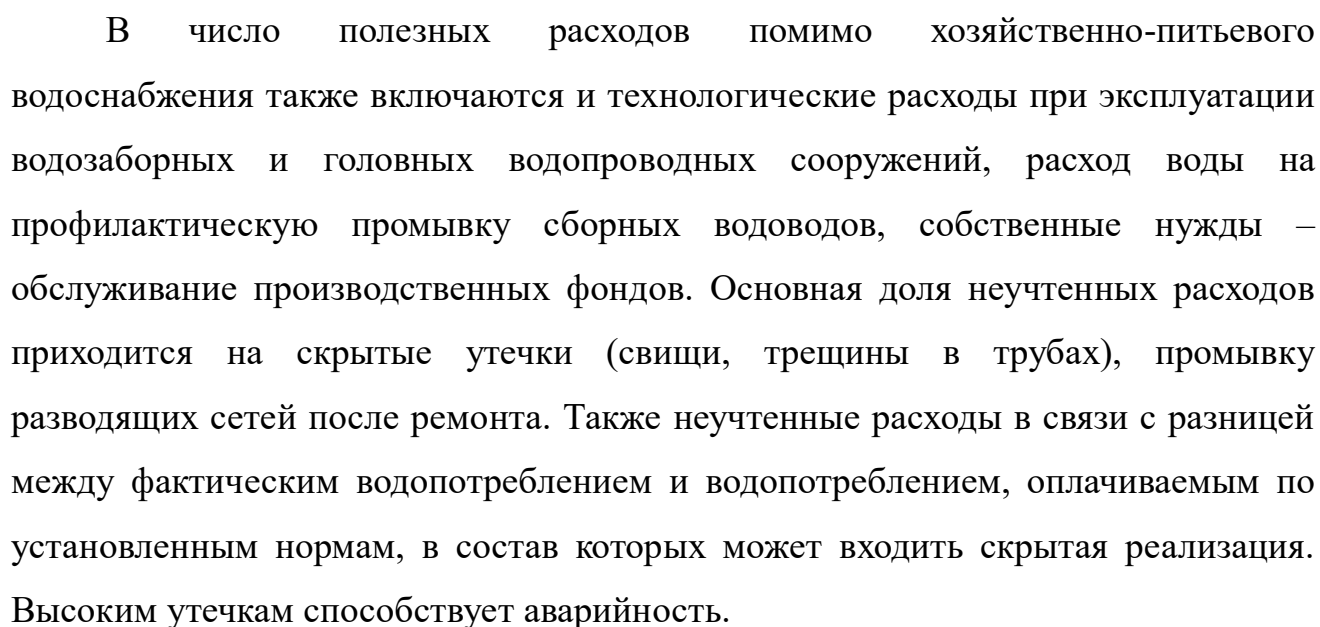 В число полезных расходов помимо хозяйственно-питьевого
водоснабжения также включаются и технологические расходы при эксплуатации
водозаборных и головных водопроводных сооружений, расход воды на
профилактическую промывку сборных водоводов, собственные нужды –
обслуживание производственных фондов. Основная доля неучтенных расходов
приходится на скрытые утечки (свищи, трещины в трубах), промывку
разводящих сетей после ремонта. Также неучтенные расходы в связи с разницей
между фактическим водопотреблением и водопотреблением, оплачиваемым по
установленным нормам, в состав которых может входить скрытая реализация.
Высоким утечкам способствует аварийность.